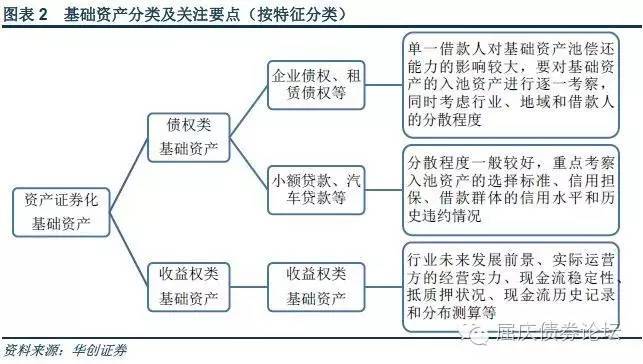 图表 2 基础资产分类及关注要点（按特征分类）
资产证券化
基础资产
债权类
基础资产
企业债权、租
赁债权等
单一借款人对基础资产池偿还
能力的影响较大，要对基础资
产的入池资产进行逐一考察，
同时考虑行业、地域和借款人
的分散程度
小额贷款、汽
车贷款等
分散程度一般较好，重点考察
入池资产的选择标准、信用担
保、借款群体的信用水平和历
史违约情况
收益权类
基础资产
收益权类
基础资产
行业未来发展前景、实际运营
方的经营实力、现金流稳定性、
抵质押状况、现金流历史记录
和分布测算等
资料来源：华创证券
屈庆债券论坛